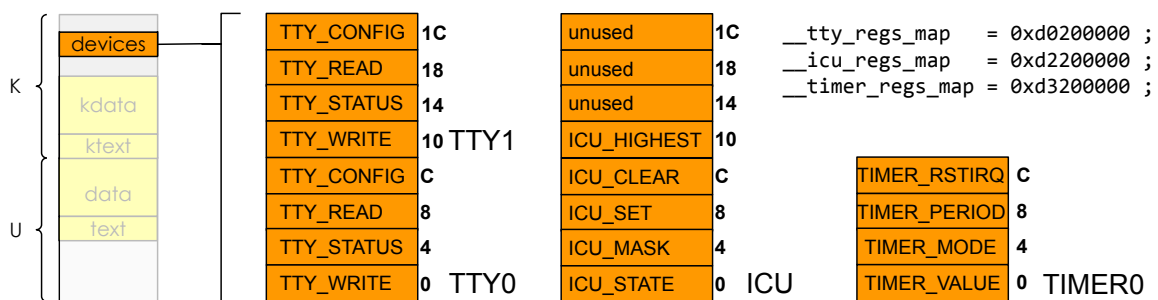 K
U
devices
kdata
ktext
data
text
TTY_CONFIG 1C
TTY_READ 18
TTY_STATUS 14
TTY_WRITE 10 TTY1
TTY_CONFIG C
TTY_READ 8
TTY_STATUS 4
TTY_WRITE 0 TTY0
unused 1C
unused 18
unused 14
ICU_HIGHEST 10
ICU_CLEAR C
ICU_SET 8
ICU_MASK 4
ICU_STATE 0 ICU
__tty_regs_map = 0xd0200000 ;
__icu_regs_map = 0xd2200000 ;
__timer_regs_map = 0xd3200000 ;
TIMER_RSTIRQ C
TIMER_PERIOD 8
TIMER_MODE 4
TIMER_VALUE 0 TIMER0